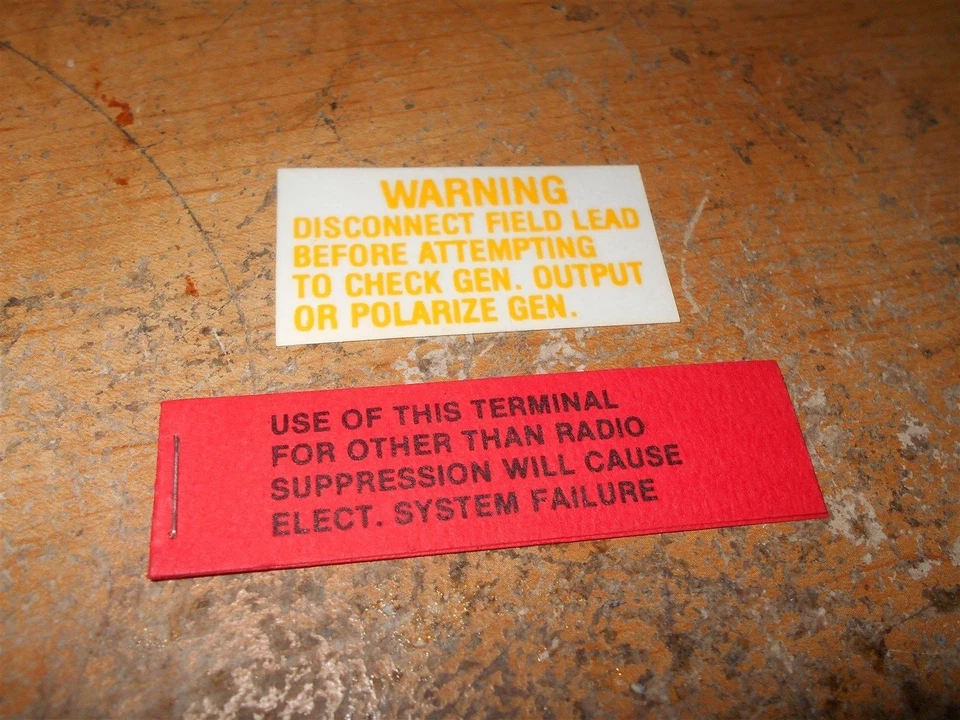 WARNING
DISCONNECT FIELD LEAD
BEFORE ATTEMPTING
TO CHECK GEN. OUTPUT
OR POLARIZE GEN.
USE OF THIS TERMINAL
FOR OTHER THAN RADIO
SUPPRESSION WILL CAUSE
ELECT. SYSTEM FAILURE